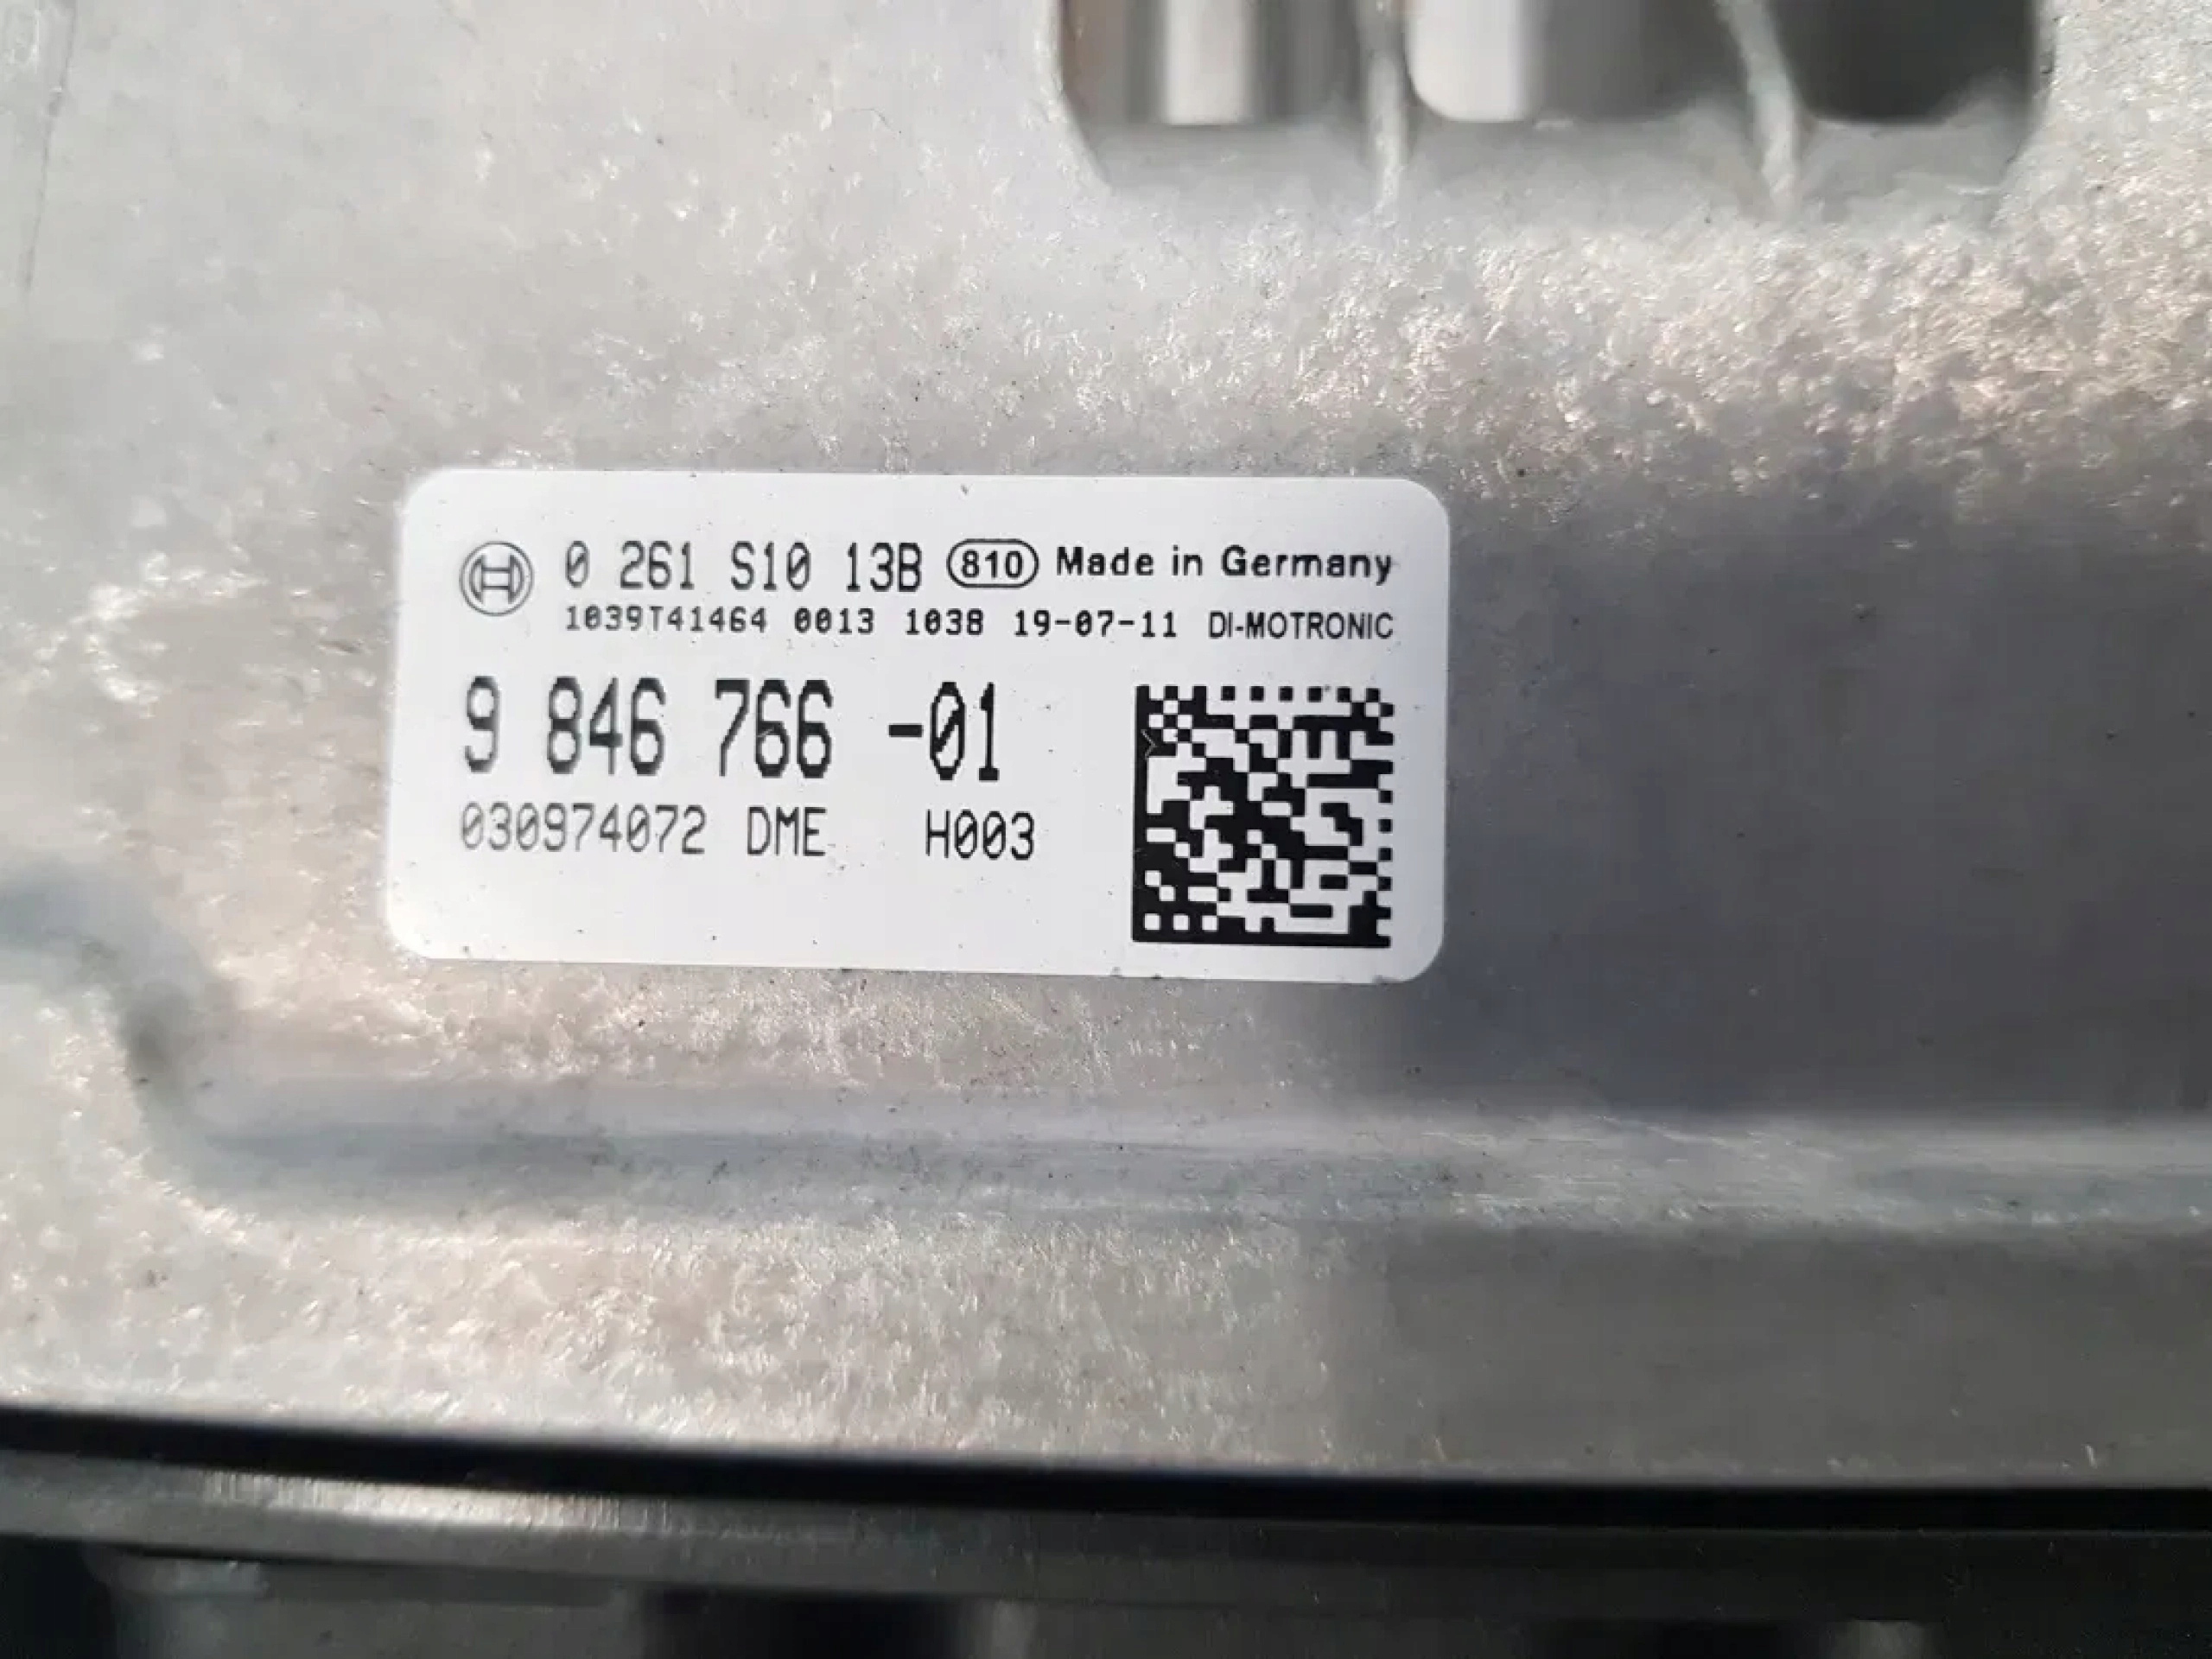 0 261 S10 13B 810 Made in Germany
1039T41464 0013 1038 19-07-11 DI-MOTRONIC
9 846 766 -01
030974072 DME H003